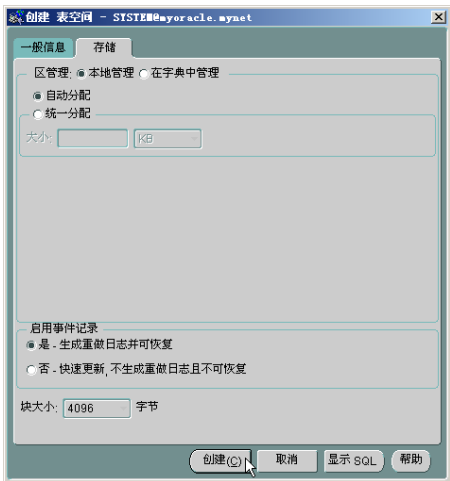 创建 表空间 - SYSTEM@myoracle.mynet
一般信息 存储
区管理: 本地管理 在字典中管理
自动分配
统一分配
大小: KB
启用事件记录
是 - 生成重做日志并可恢复
否 - 快速更新, 不生成重做日志且不可恢复
块大小: 4096 字节
创建(C) 取消 显示 SQL 帮助